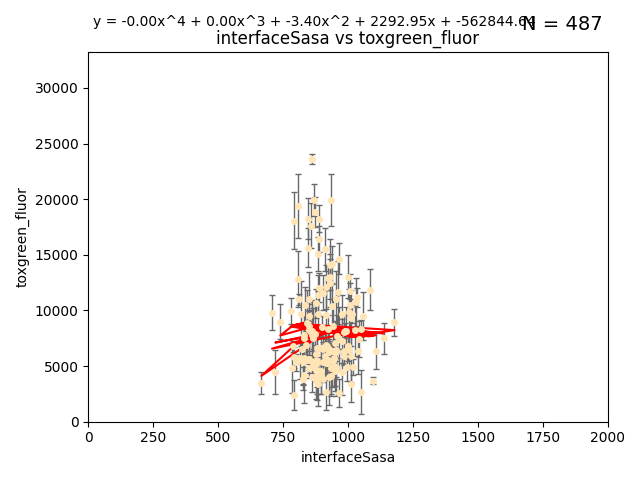 y = -0.00x^4 + 0.00x^3 + -3.40x^2 + 2292.95x + -562844.64
N = 487
interfaceSasa vs toxgreen_fluor
toxgreen_fluor
30000
25000
20000
15000
10000
5000
0
0 250 500 750 1000 1250 1500 1750 2000
interfaceSasa